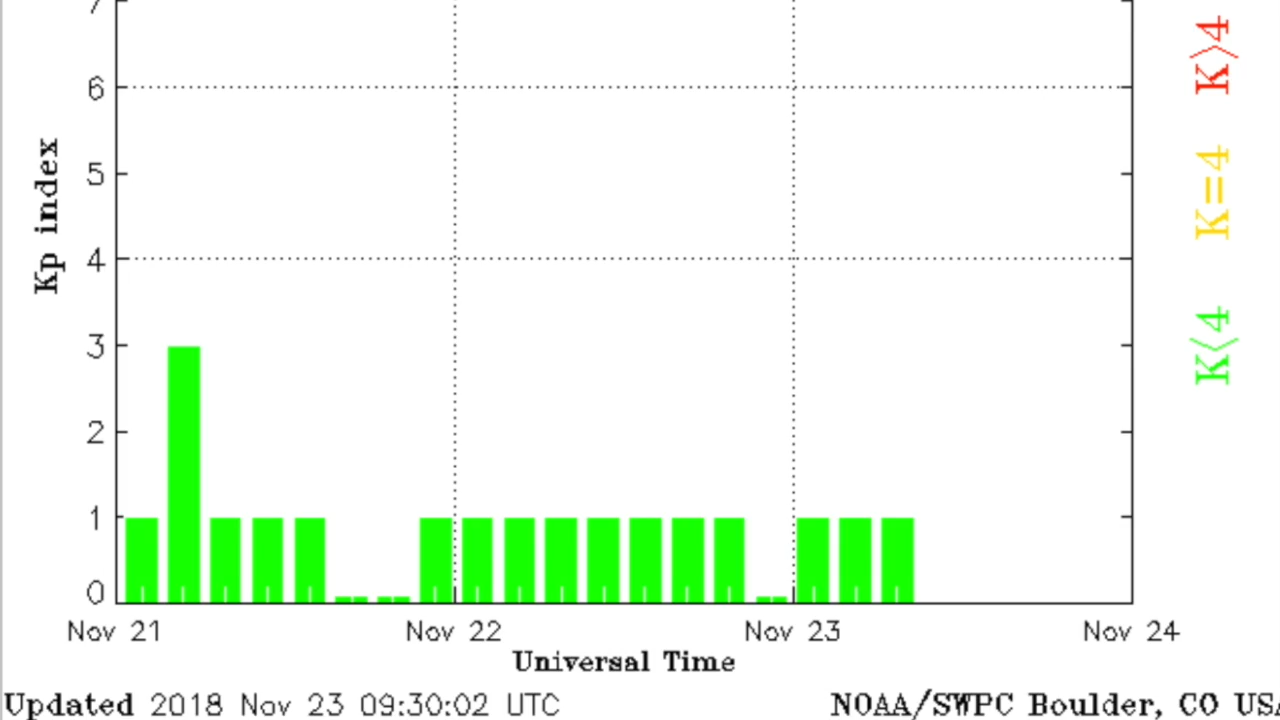 7
6
5
4
3
2
1
0
Kp index
K>4
K=4
K<4
Nov 21 Nov 22 Nov 23 Nov 24
Universal Time
Updated 2018 Nov 23 09:30:02 UTC NOAA/SWPC Boulder, CO USA